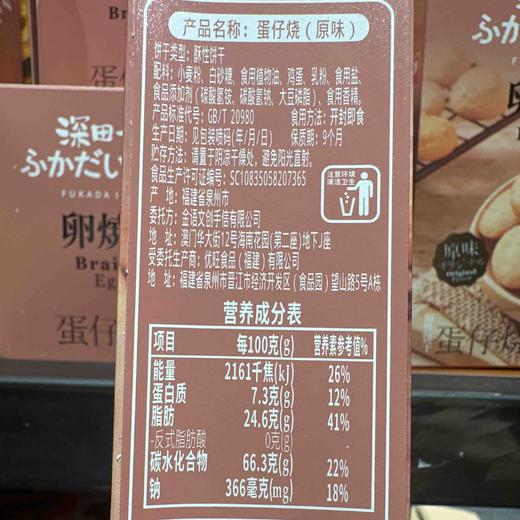 产品名称：蛋仔烧（原味）
饼干类型：酥性饼干
配料：小麦粉、白砂糖、食用植物油、鸡蛋、乳粉、食用盐、
食品添加剂（碳酸氢铵、碳酸氢钠、大豆磷脂）、食用香精。
产品标准代号：GB/T 20980 食用方法：开封即食
生产日期：见包装喷码(年/月/日) 保质期：9个月
贮存方法：请置于阴凉干燥处，避免阳光直射。
食品生产许可证编号：SC10835058207365
产 地：福建省泉州市
委托方：金语文创手信有限公司
地 址：澳门华大街12号海南花园(第二座)地下J座
受委托生产商：优旺食品（福建）有限公司
地 址：福建省泉州市晋江市经济开发区（食品园）望山路5号A栋
注意环境
清洁卫生
营养成分表
项目 每100克(g) 营养素参考值%
能量 2161千焦(kJ) 26%
蛋白质 7.3克(g) 12%
脂肪 24.6克(g) 41%
-反式脂肪酸 0克(g)
碳水化合物 66.3克(g) 22%
钠 366毫克(mg) 18%
深田
ふかだい
FUKADA
卵焼
Brai
Eg
蛋仔
原味
オリジナル
Original
蛋仔烧